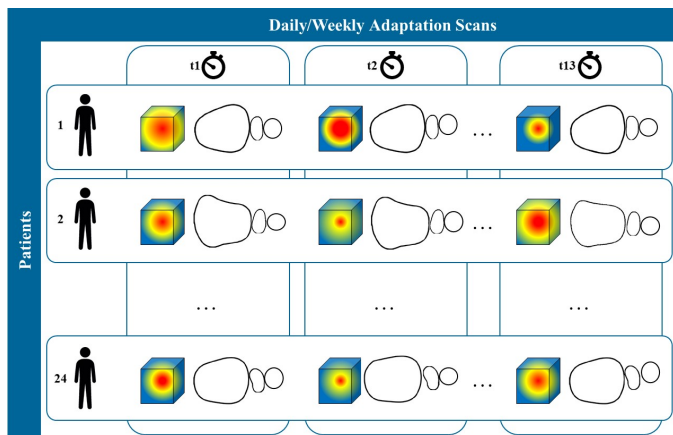 Daily/Weekly Adaptation Scans
t1 t2 t13
Patients
1
...
2
...
... ... ...
24
...